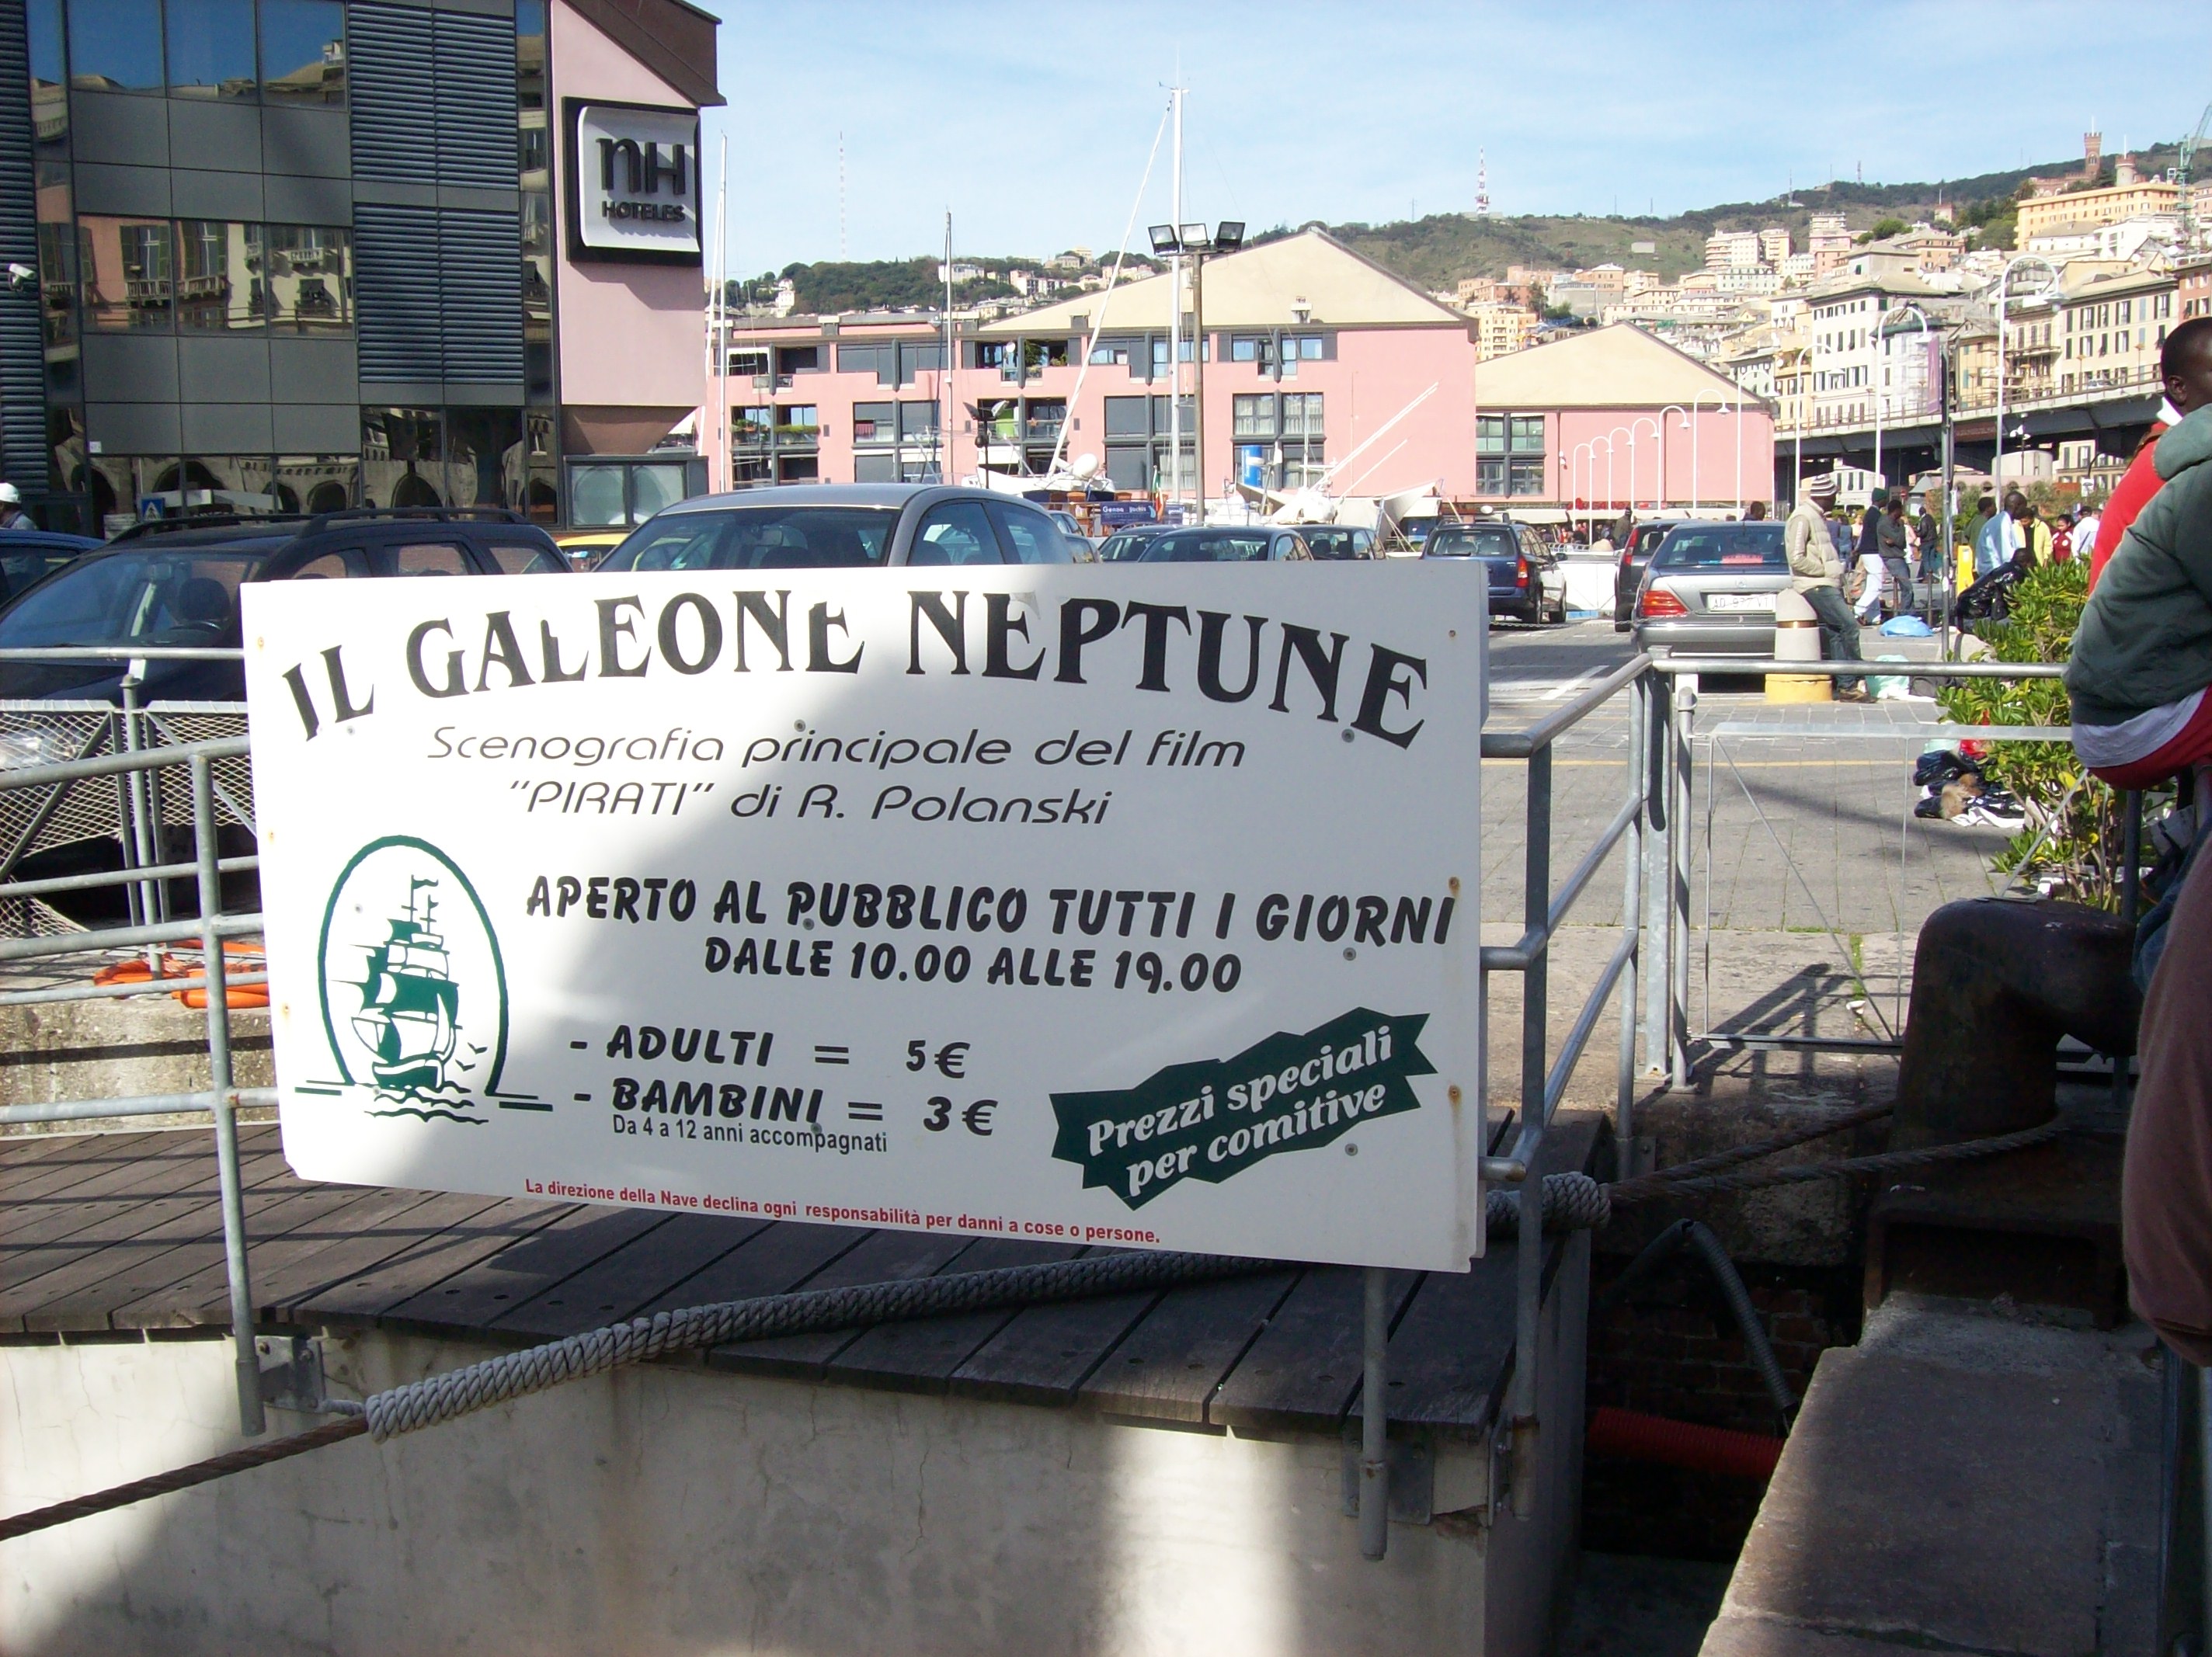 nH
HOTELES
IL GALEONE NEPTUNE
Scenografia principale del film
"PIRATI" di R. Polanski
APERTO AL PUBBLICO TUTTI I GIORNI
DALLE 10.00 ALLE 19.00
- ADULTI = 5€
- BAMBINI = 3€
Da 4 a 12 anni accompagnati
Prezzi speciali
per comitive
La direzione della Nave declina ogni responsabilità per danni a cose o persone.